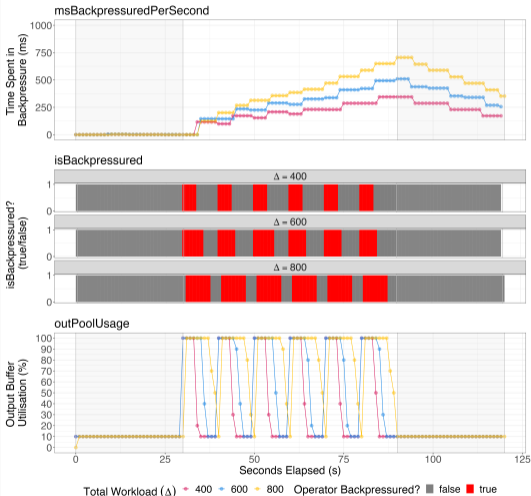 msBackpressuredPerSecond
Time Spent in
Backpressure (ms)
1000
750
500
250
0
isBackpressured
isBackpressured?
(true/false)
Δ = 400
1
0
Δ = 600
1
0
Δ = 800
1
0
outPoolUsage
Output Buffer
Utilisation (%)
100
90
80
70
60
50
40
30
20
10
0
0 25 50 75 100 125
Seconds Elapsed (s)
Total Workload (Δ) 400 600 800 Operator Backpressured? false true